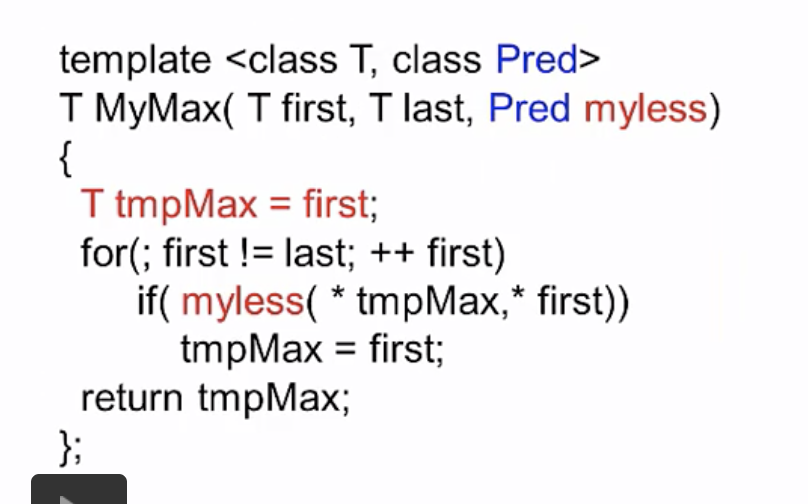 template <class T, class Pred>
T MyMax( T first, T last, Pred myless)
{
T tmpMax = first;
for(; first != last; ++ first)
if( myless( * tmpMax,* first))
tmpMax = first;
return tmpMax;
};